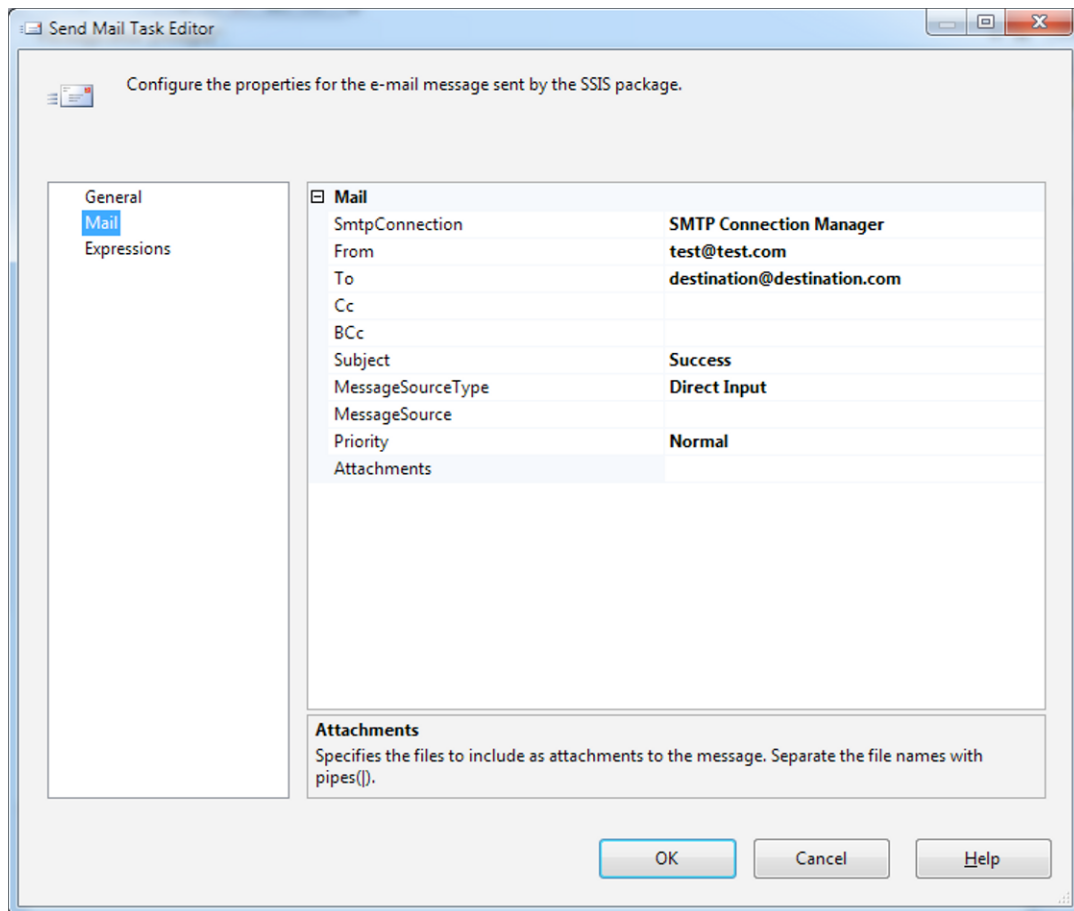 Send Mail Task Editor
Configure the properties for the e-mail message sent by the SSIS package.
General
Mail
Expressions
Mail
SmtpConnection SMTP Connection Manager
From test@test.com
To destination@destination.com
Cc
BCc
Subject Success
MessageSourceType Direct Input
MessageSource
Priority Normal
Attachments
Attachments
Specifies the files to include as attachments to the message. Separate the file names with
pipes(|).
OK Cancel Help